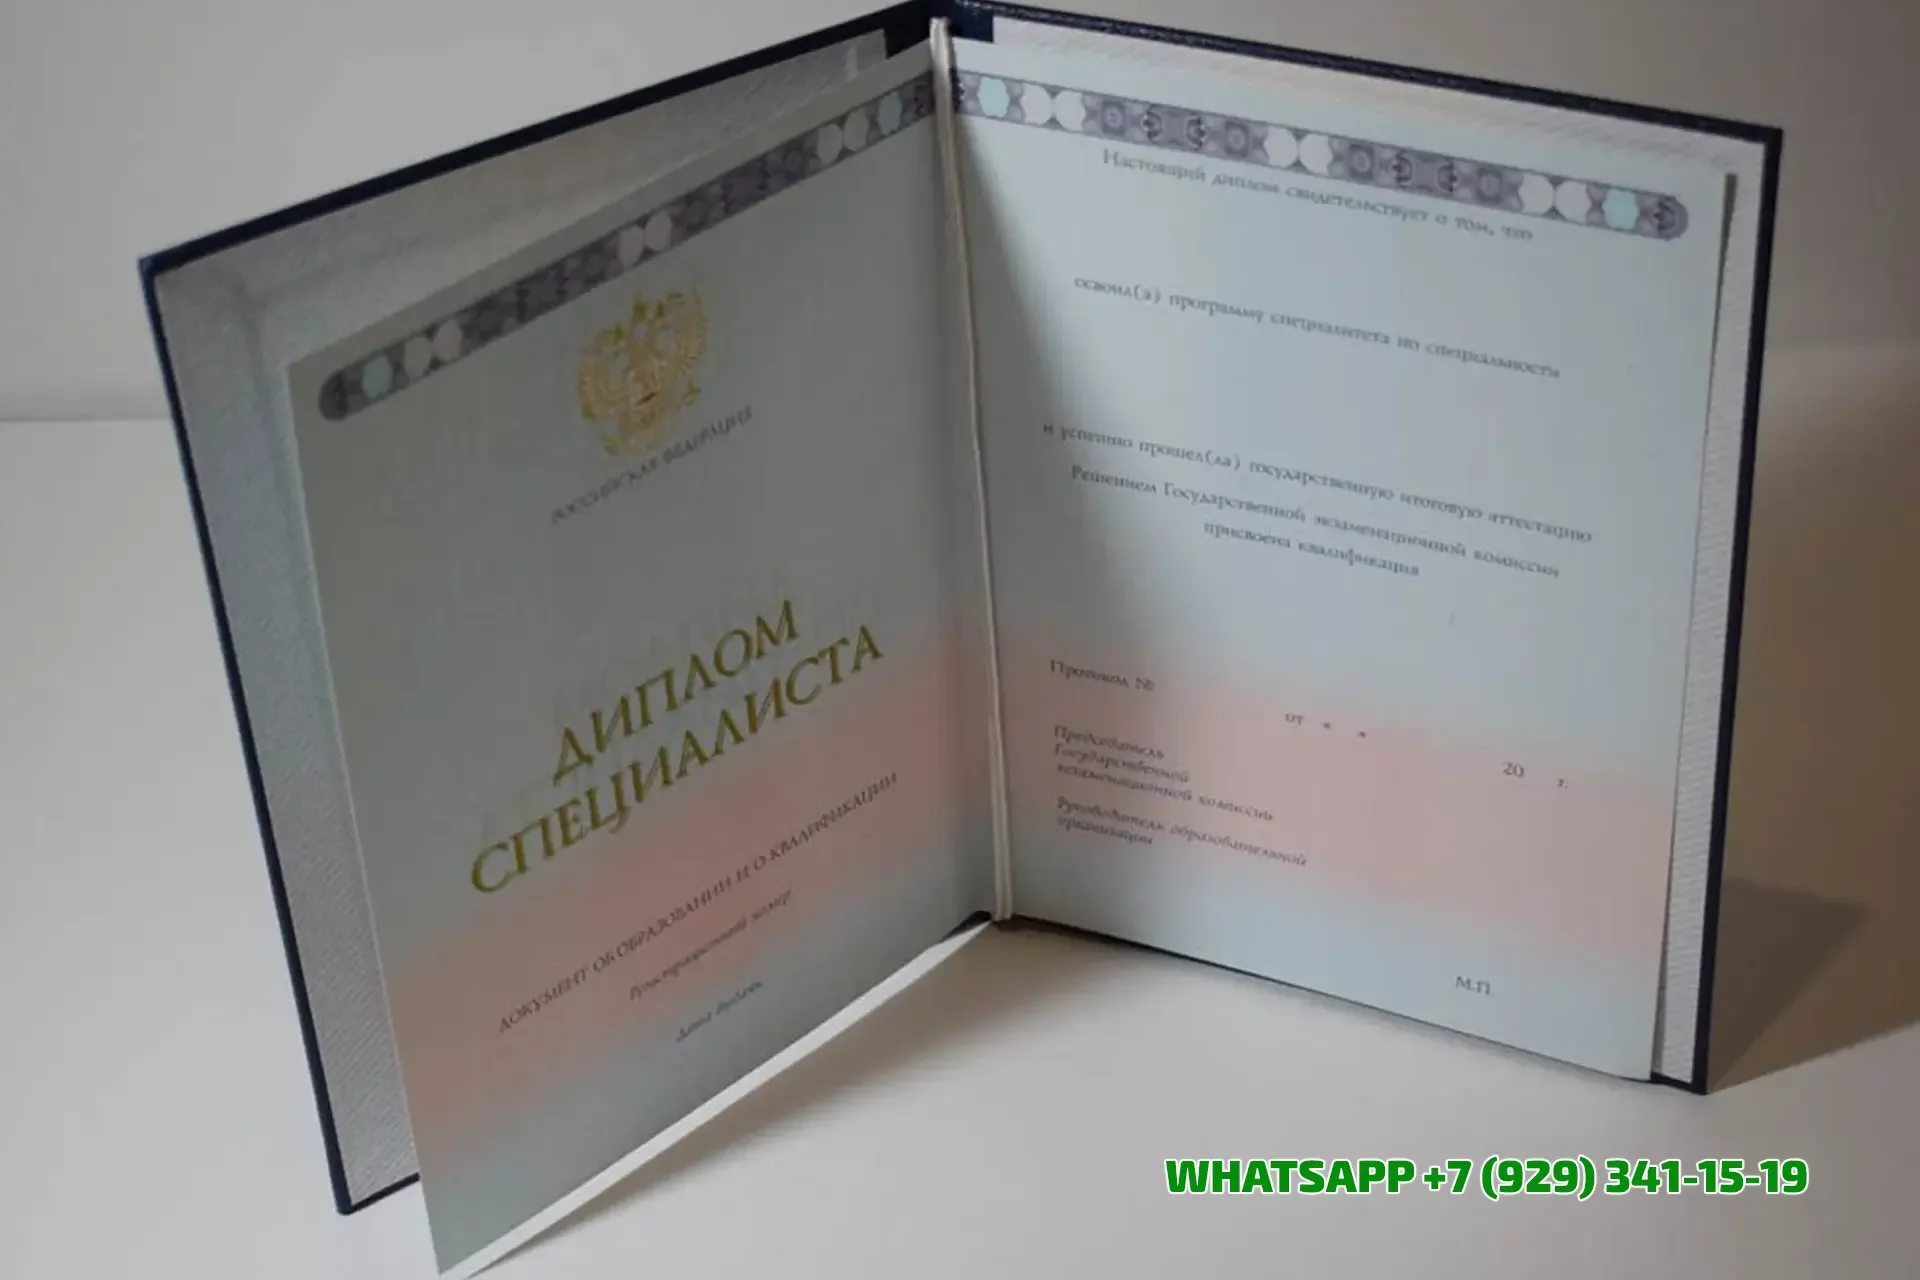 РОССИЙСКАЯ ФЕДЕРАЦИЯ
ДИПЛОМ
СПЕЦИАЛИСТА
ДОКУМЕНТ ОБ ОБРАЗОВАНИИ И О КВАЛИФИКАЦИИ
Регистрационный номер
Дата выдачи
Настоящий диплом свидетельствует о том, что
освоил(а) программу специалитета по специальности
и успешно прошел(ла) государственную итоговую аттестацию
Решением Государственной экзаменационной комиссии
присвоена квалификация
Протокол №
от « »
20 г.
Председатель
Государственной
экзаменационной комиссии
Руководитель образовательной
организации
М.П.
WHATSAPP +7 (929) 341-15-19